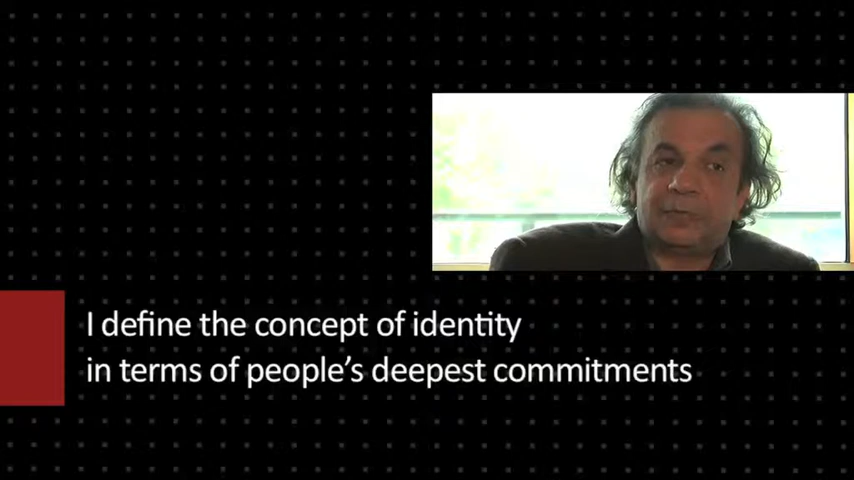 I define the concept of identity
in terms of people’s deepest commitments